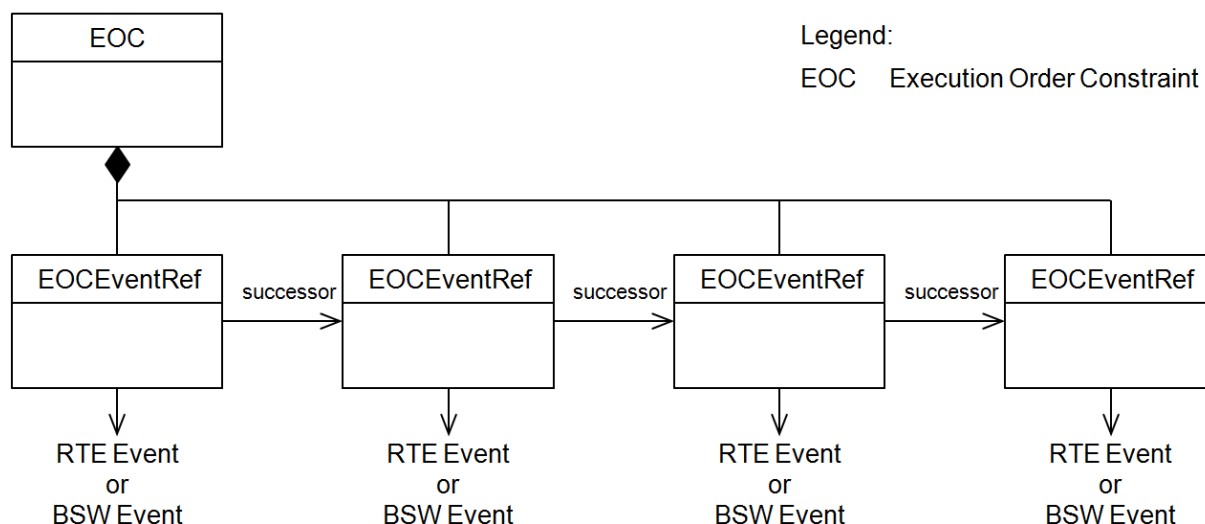 EOC
Legend:
EOC Execution Order Constraint
EOCEventRef
successor
EOCEventRef
successor
EOCEventRef
successor
EOCEventRef
RTE Event
or
BSW Event
RTE Event
or
BSW Event
RTE Event
or
BSW Event
RTE Event
or
BSW Event